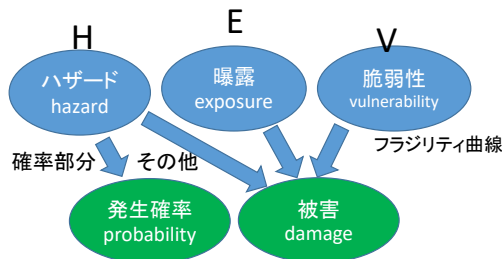 H
E
V
ハザード
hazard
曝露
exposure
脆弱性
vulnerability
フラジリティ曲線
確率部分
その他
発生確率
probability
被害
damage